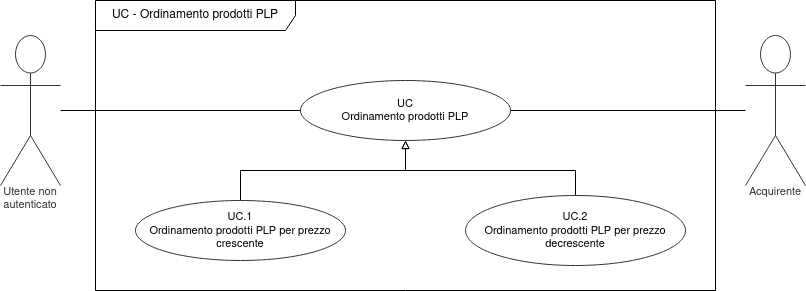 UC - Ordinamento prodotti PLP
UC
Ordinamento prodotti PLP
Utente non
autenticato
Acquirente
UC.1
Ordinamento prodotti PLP per prezzo
crescente
UC.2
Ordinamento prodotti PLP per prezzo
decrescente